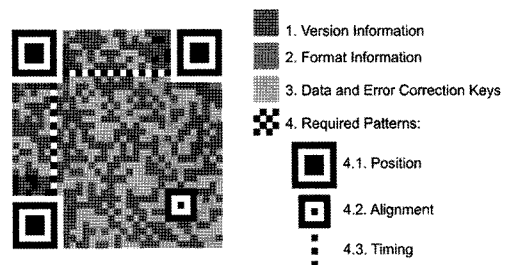 1. Version Information
2. Format Information
3. Data and Error Correction Keys
4. Required Patterns:
4.1. Position
4.2. Alignment
4.3. Timing